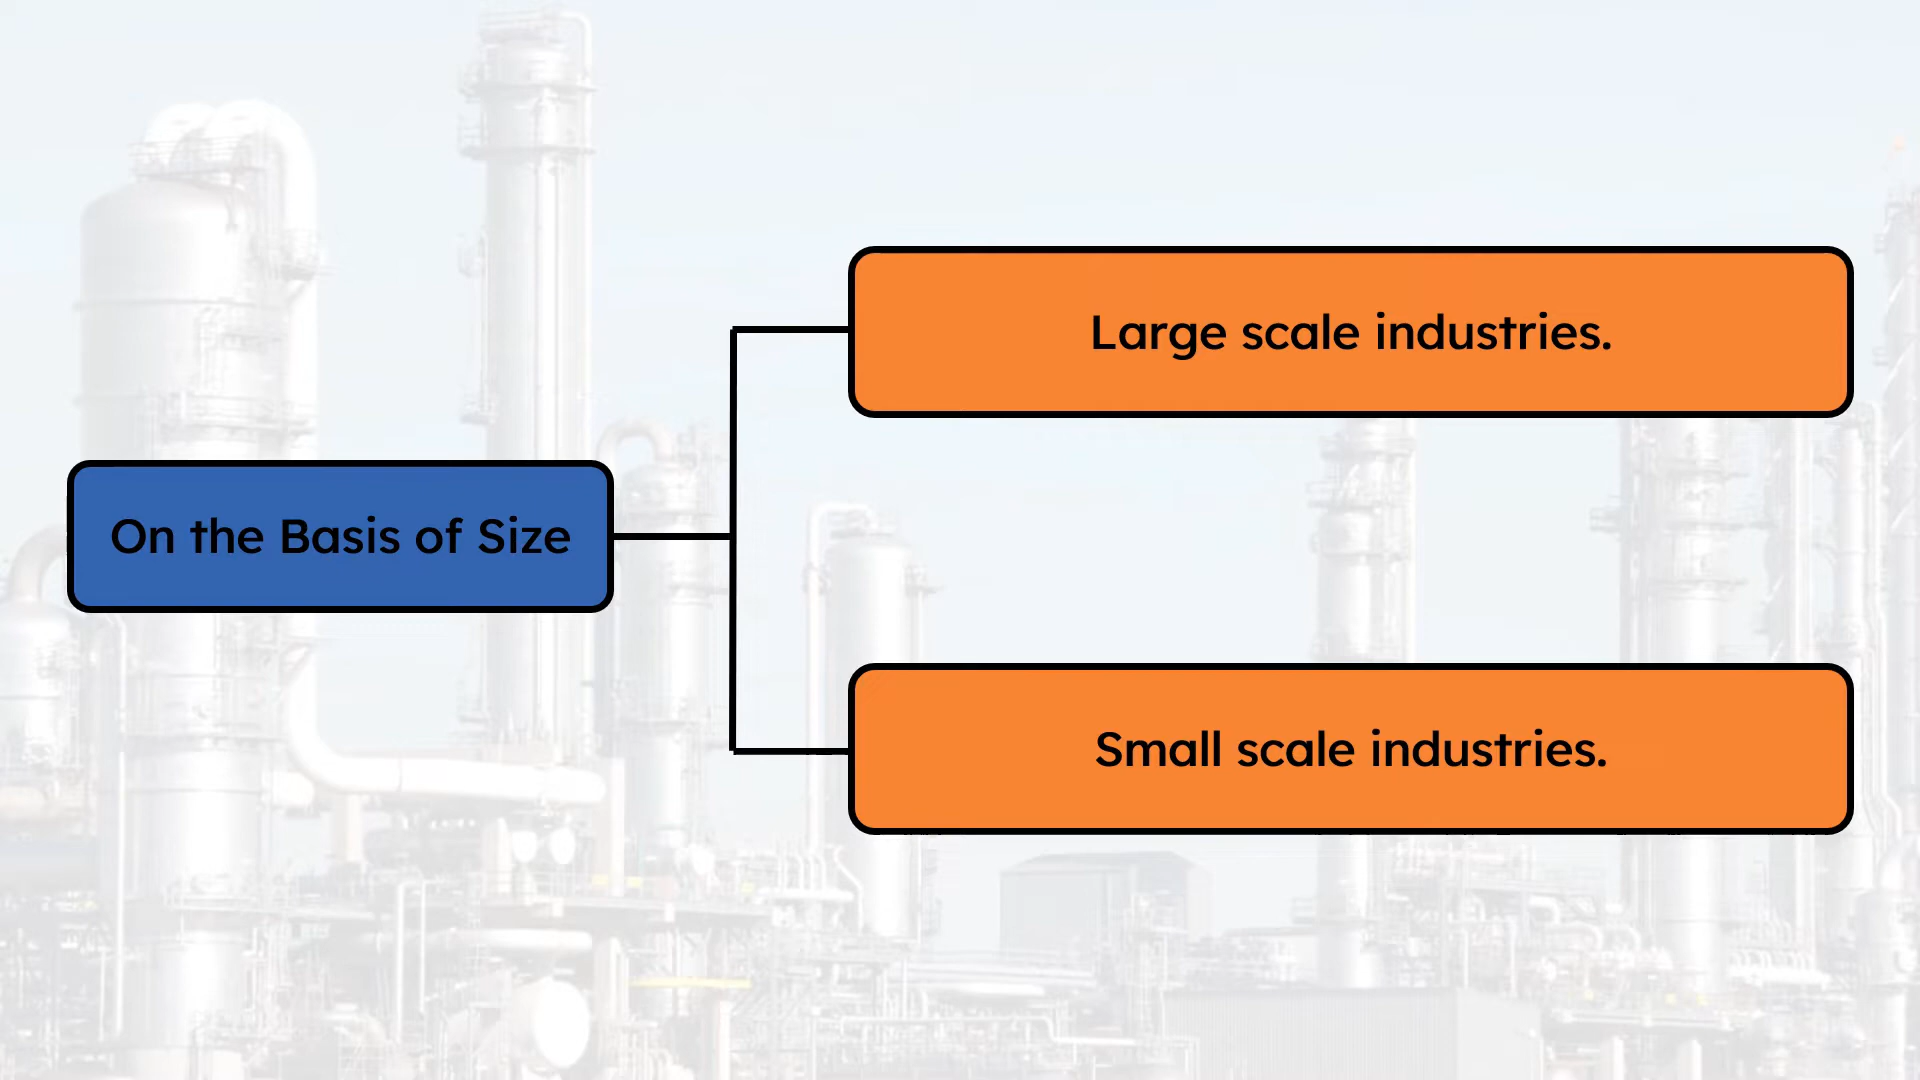 Large scale industries.
On the Basis of Size
Small scale industries.